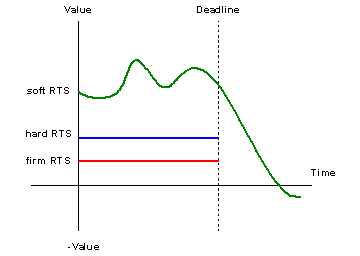 Value
Deadline
soft RTS
hard RTS
firm RTS
Time
-Value